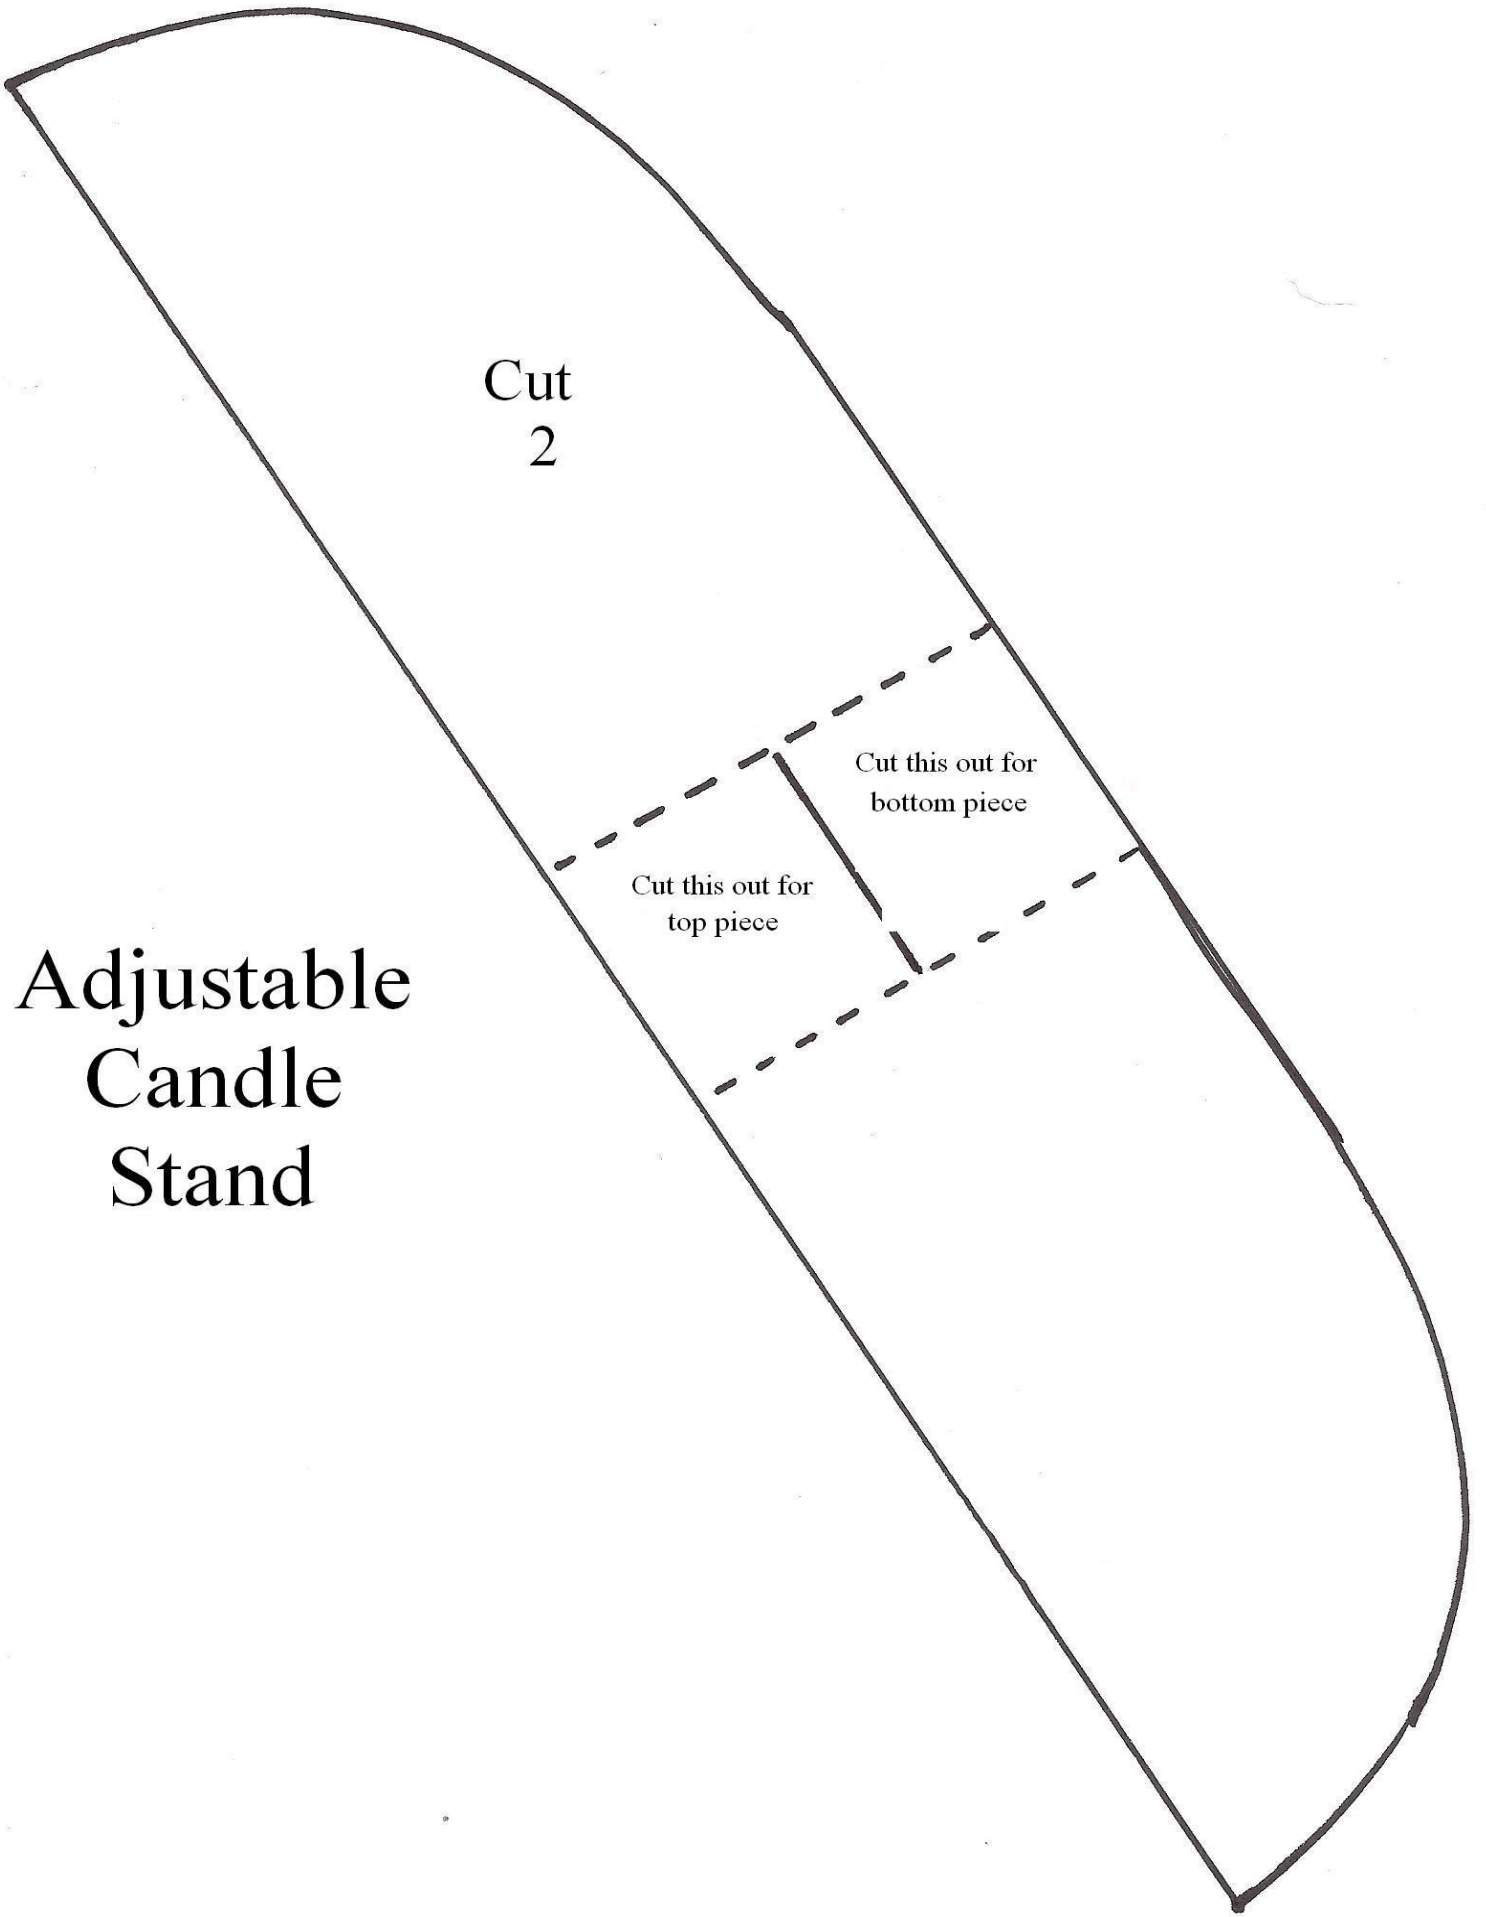 Cut
2
Cut this out for
bottom piece
Cut this out for
top piece
Adjustable
Candle
Stand